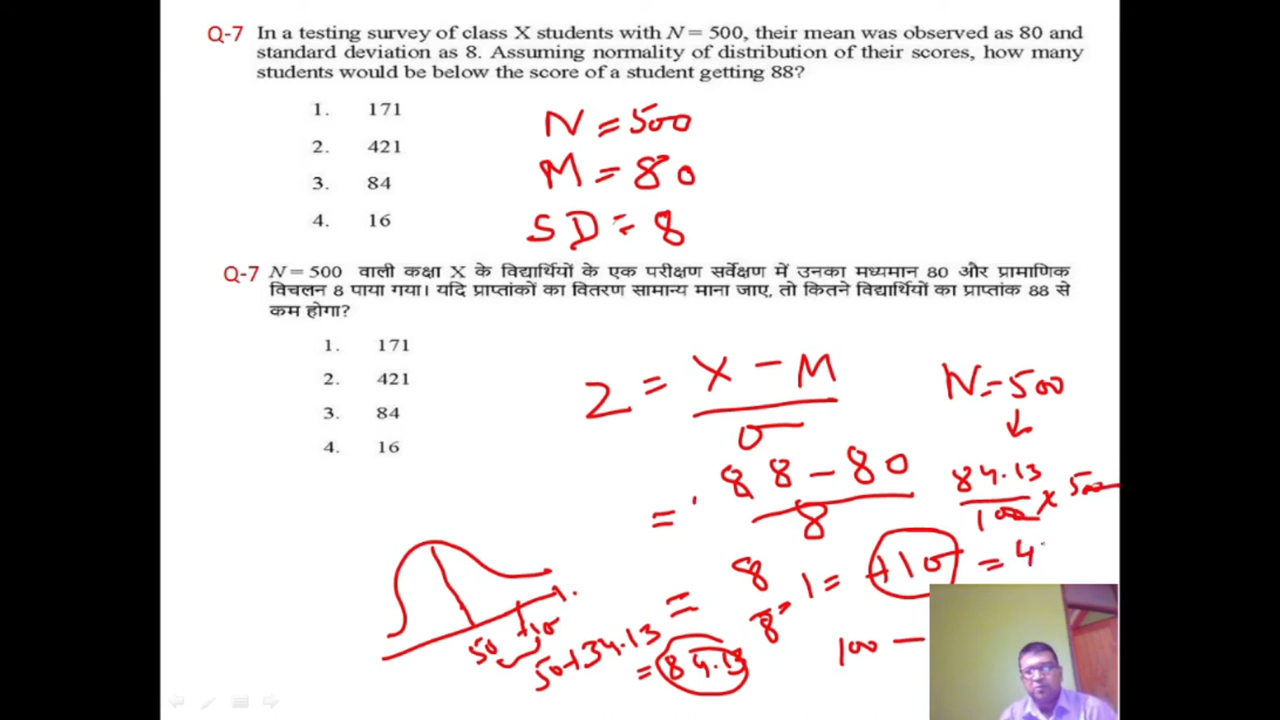 Q-7 In a testing survey of class X students with N = 500, their mean was observed as 80 and
standard deviation as 8. Assuming normality of distribution of their scores, how many
students would be below the score of a student getting 88?
1. 171
2. 421
3. 84
4. 16
N = 500
M = 80
SD = 8
Q-7 N = 500 वाली कक्षा X के विद्यार्थियों के एक परीक्षण सर्वेक्षण में उनका मध्यमान 80 और प्रामाणिक
विचलन 8 पाया गया। यदि प्राप्तांकों का वितरण सामान्य माना जाए, तो कितने विद्यार्थियों का प्राप्तांक 88 से
कम होगा?
1. 171
2. 421
3. 84
4. 16
Z = X - M
σ
= 88 - 80
8
= 8
8
= 1 = +1σ = 4
N = 500
84.13
100 × 500
50 +1σ
50+34.13
= 84.13
100 -